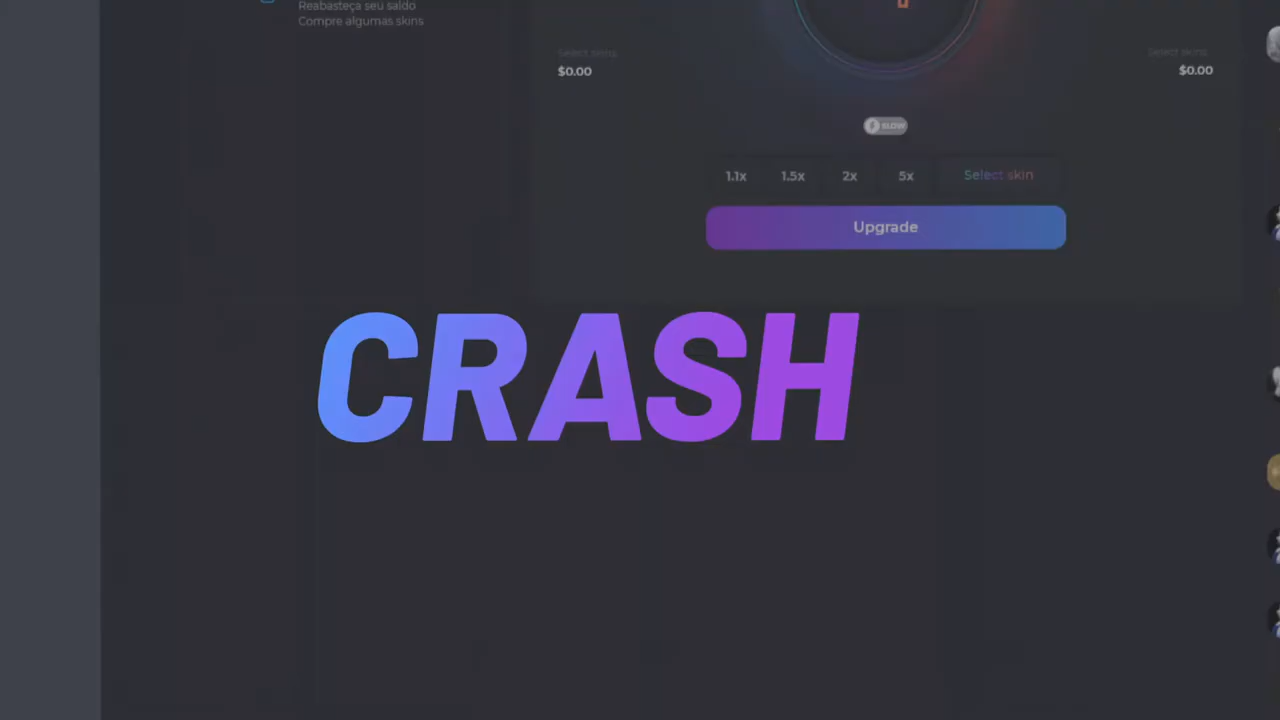 Reabasteça seu saldo
Compre algumas skins
Select skins
$0.00
Select skins
$0.00
SLOW
1.1x 1.5x 2x 5x Select skin
Upgrade
CRASH